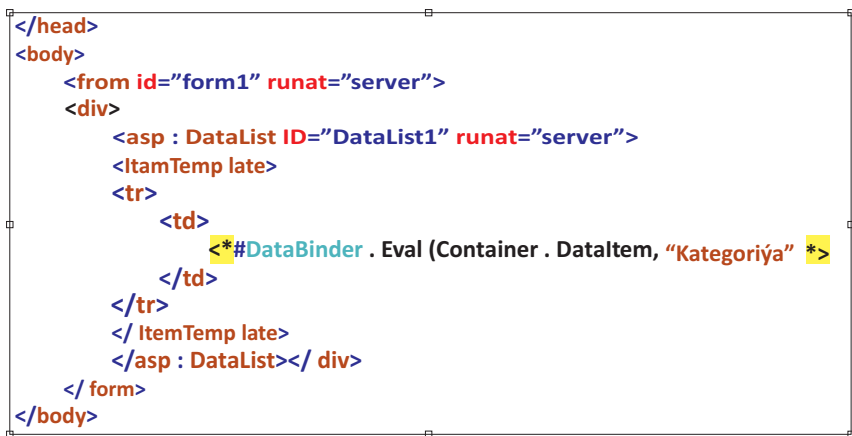 </head>
<body>
<from id=”form1” runat=”server”>
<div>
<asp : DataList ID=”DataList1” runat=”server”>
<ItamTemp late>
<tr>
<td>
<*#DataBinder . Eval (Container . DataItem, “Kategoriýa” *>
</td>
</tr>
</ ItemTemp late>
</asp : DataList></ div>
</ form>
</body>